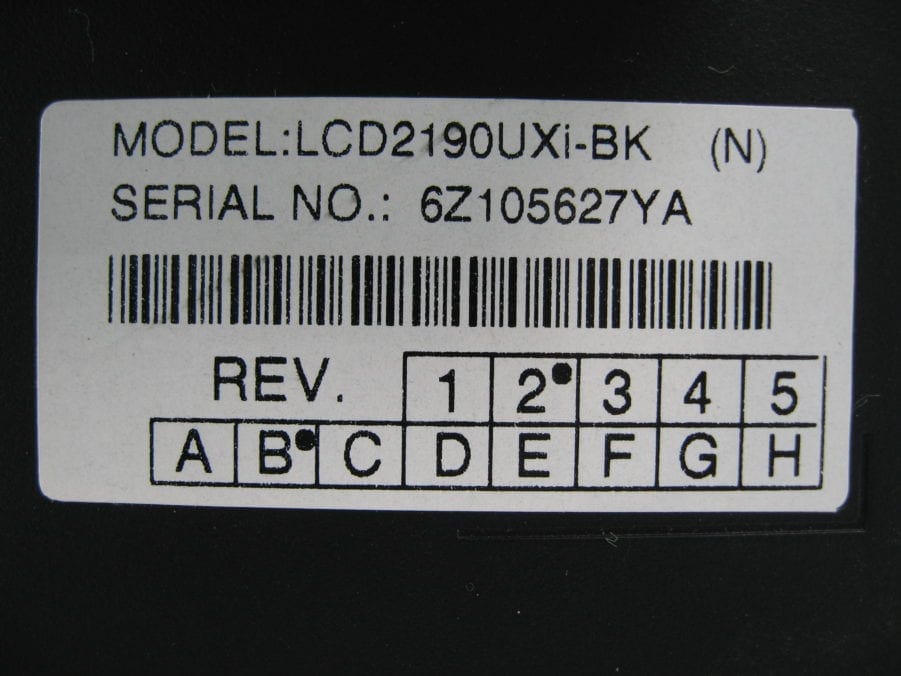 MODEL:LCD2190UXi-BK (N)
SERIAL NO.: 6Z105627YA
REV. 1 2 3 4 5
A B C D E F G H